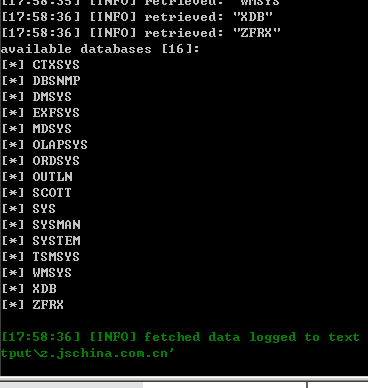 [17:58:35] [INFO] retrieved: "WMSYS"
[17:58:36] [INFO] retrieved: "XDB"
[17:58:36] [INFO] retrieved: "ZFRX"
available databases [16]:
[*] CTXSYS
[*] DBSNMP
[*] DMSYS
[*] EXFSYS
[*] MDSYS
[*] OLAPSYS
[*] ORDSYS
[*] OUTLN
[*] SCOTT
[*] SYS
[*] SYSMAN
[*] SYSTEM
[*] TSMSYS
[*] WMSYS
[*] XDB
[*] ZFRX
[17:58:36] [INFO] fetched data logged to text
tput\z.jschina.com.cn'